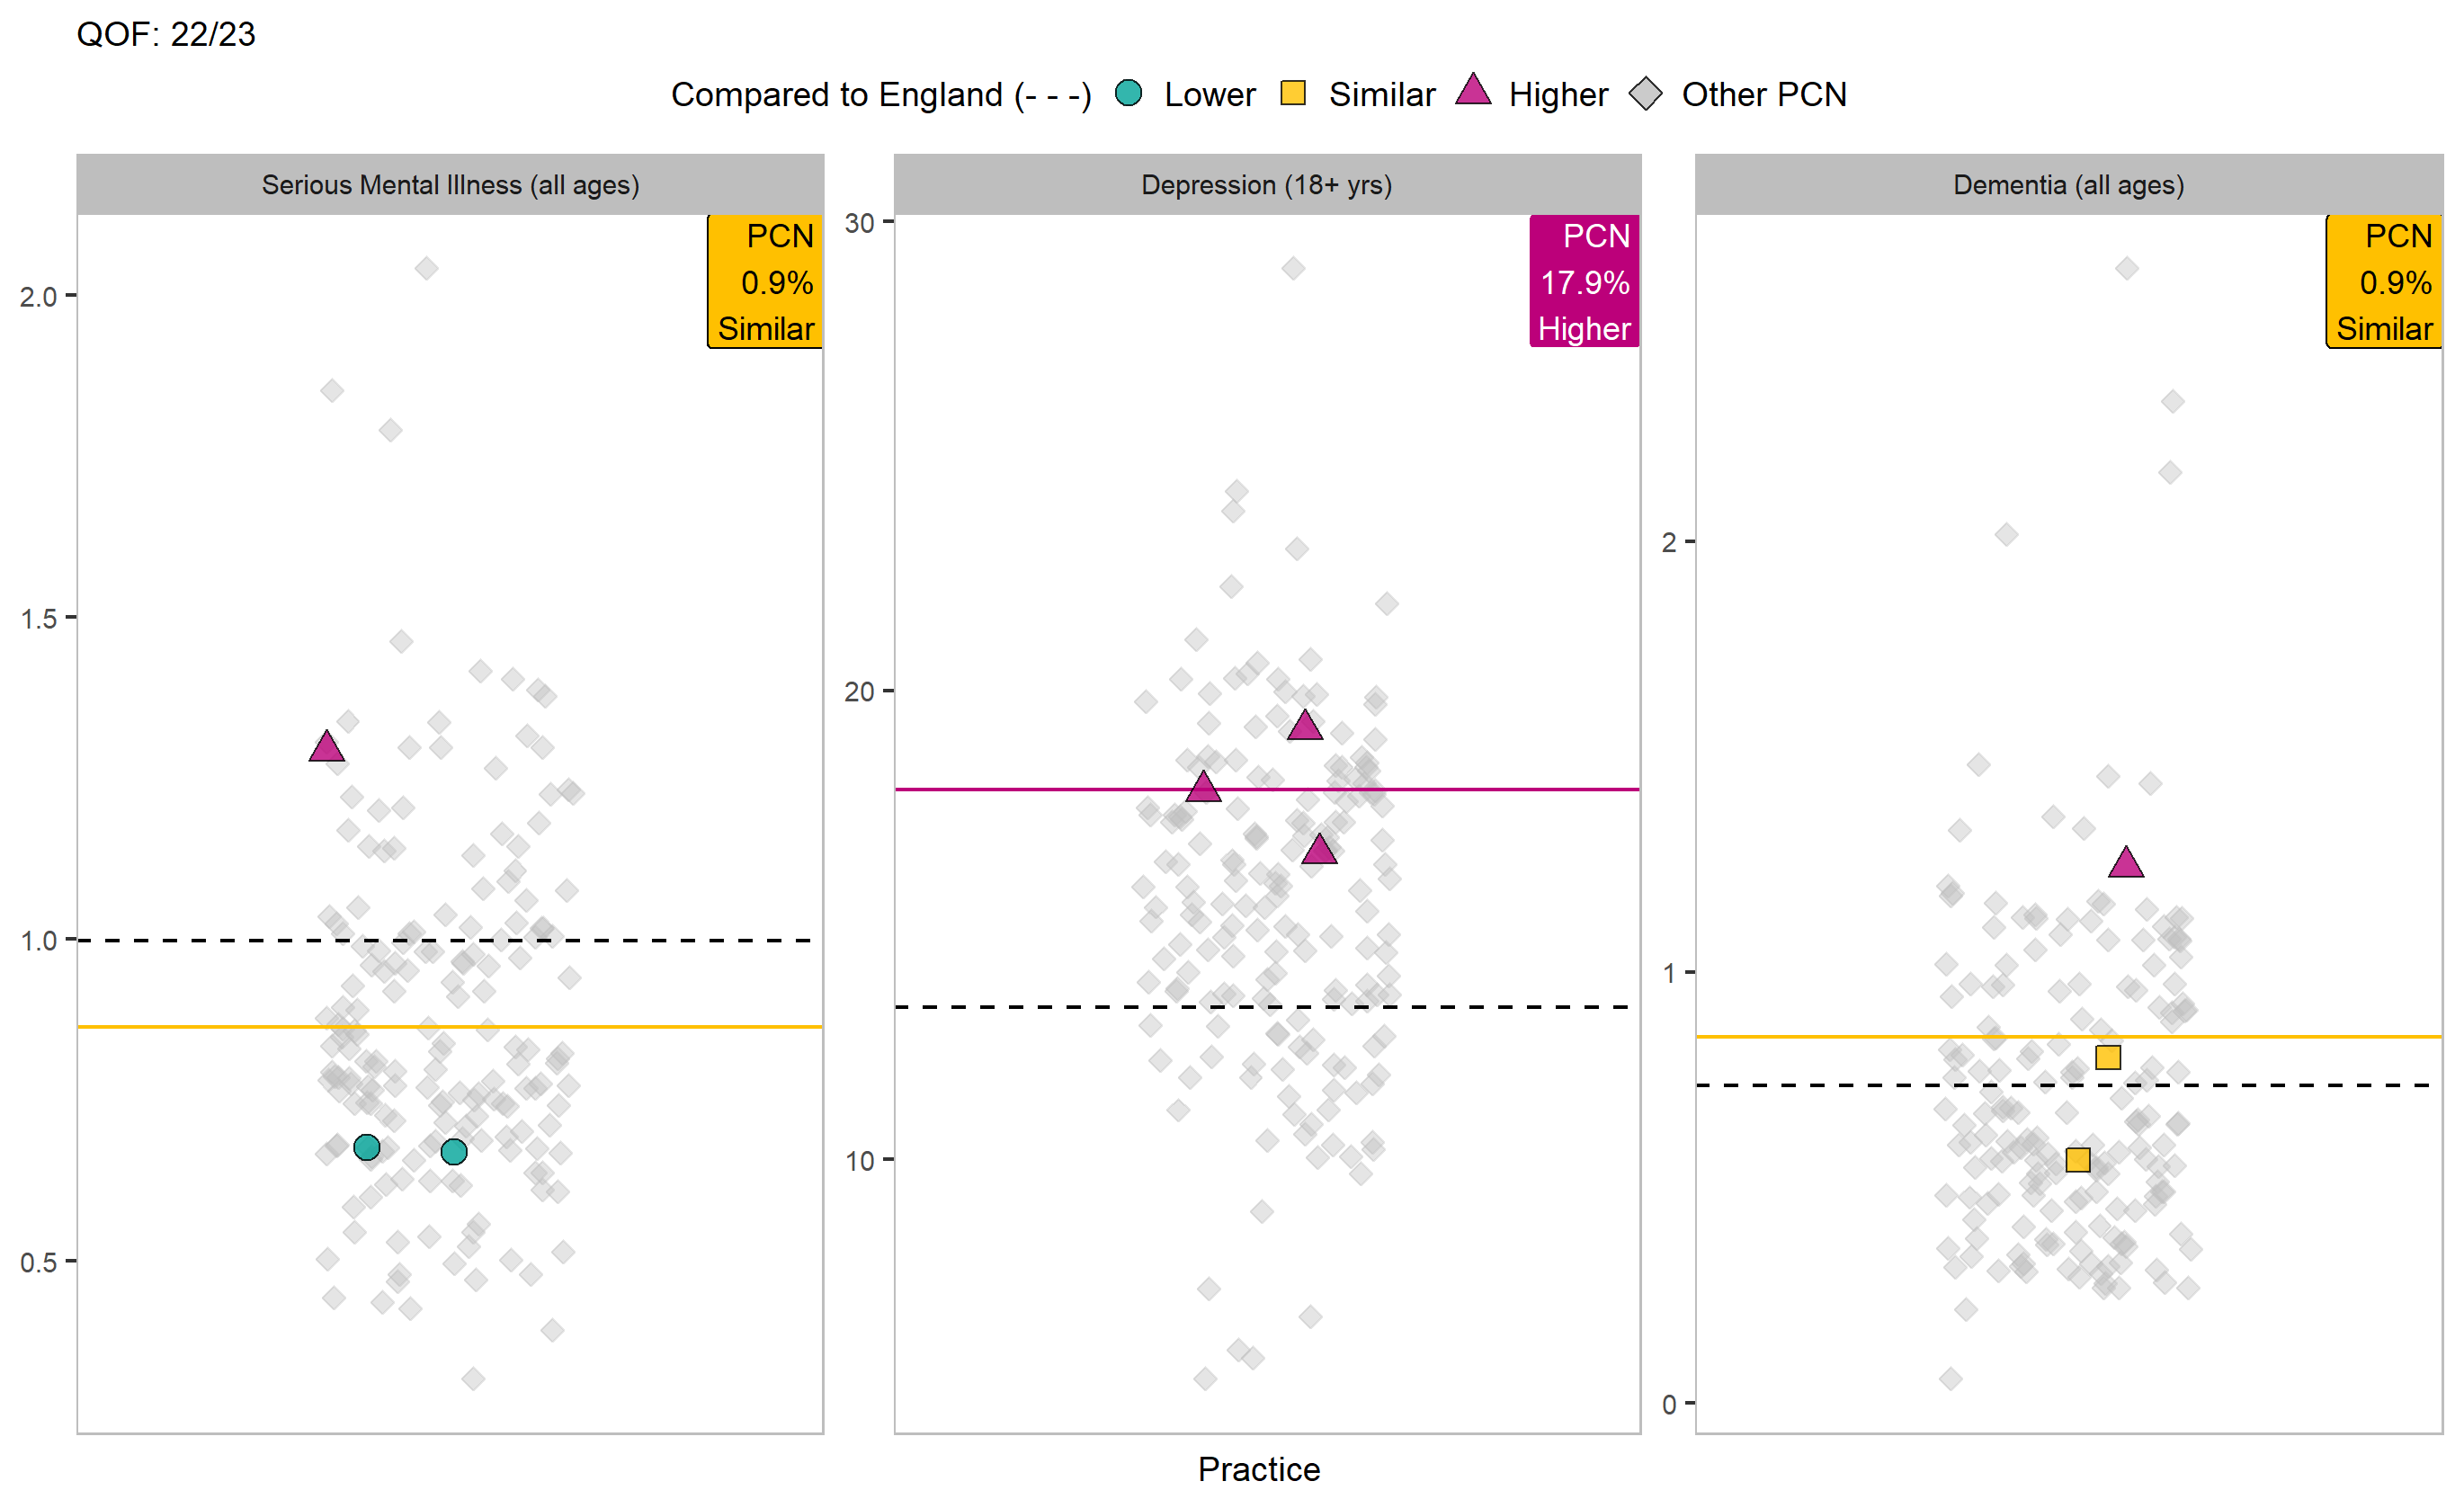 QOF: 22/23
Compared to England (- - -) Lower Similar Higher Other PCN
Serious Mental Illness (all ages)
PCN
0.9%
Similar
2.0
1.5
1.0
0.5
Depression (18+ yrs)
PCN
17.9%
Higher
30
20
10
Dementia (all ages)
PCN
0.9%
Similar
2
1
0
Practice